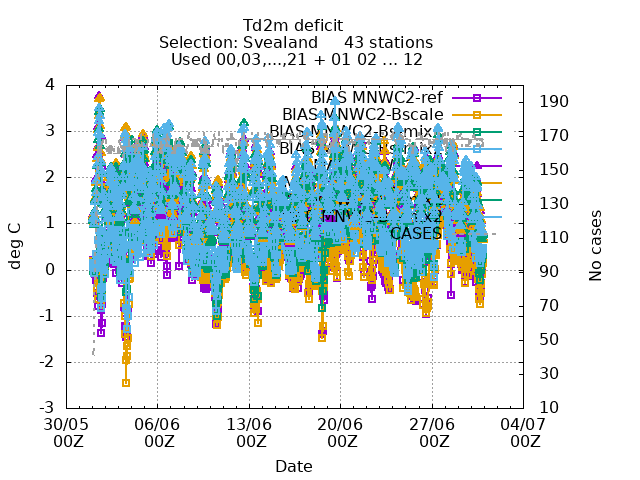 Td2m deficit
Selection: Svealand 43 stations
Used 00,03,...,21 + 01 02 ... 12
BIAS MNWC2-ref
BIAS MNWC2-Bscale
BIAS
CASES
4
3
2
1
0
-1
-2
-3
190
170
150
130
110
90
70
50
30
10
deg C
No cases
30/05 06/06 13/06 20/06 27/06 04/07
00Z 00Z 00Z 00Z 00Z 00Z
Date